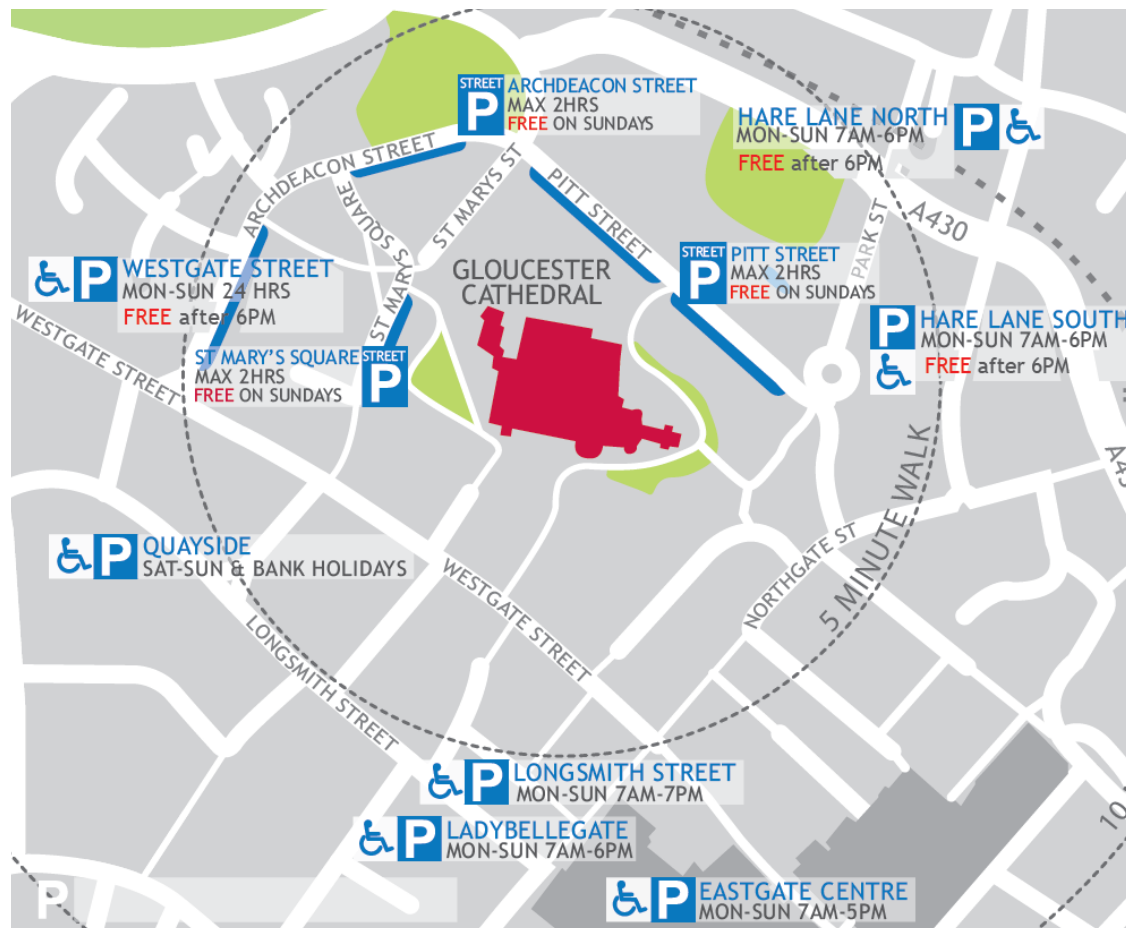 STREET
P
ARCHDEACON STREET
MAX 2HRS
FREE ON SUNDAYS
HARE LANE NORTH
MON-SUN 7AM-6PM
FREE after 6PM
P
ARCHDEACON STREET
ST MARYS ST
PITT STREET
ST MARYS SQUARE
PARK ST
A430
P
WESTGATE STREET
MON-SUN 24 HRS
FREE after 6PM
GLOUCESTER
CATHEDRAL
STREET
P
PITT STREET
MAX 2HRS
FREE ON SUNDAYS
WESTGATE STREET
P
HARE LANE SOUTH
MON-SUN 7AM-6PM
FREE after 6PM
ST MARY'S SQUARE
MAX 2HRS
FREE ON SUNDAYS
STREET
P
P
QUAYSIDE
SAT-SUN & BANK HOLIDAYS
WESTGATE STREET
NORTHGATE ST
5 MINUTE WALK
LONGSMITH STREET
P
LONGSMITH STREET
MON-SUN 7AM-7PM
P
LADYBELLEGATE
MON-SUN 7AM-6PM
10
P
P
EASTGATE CENTRE
MON-SUN 7AM-5PM